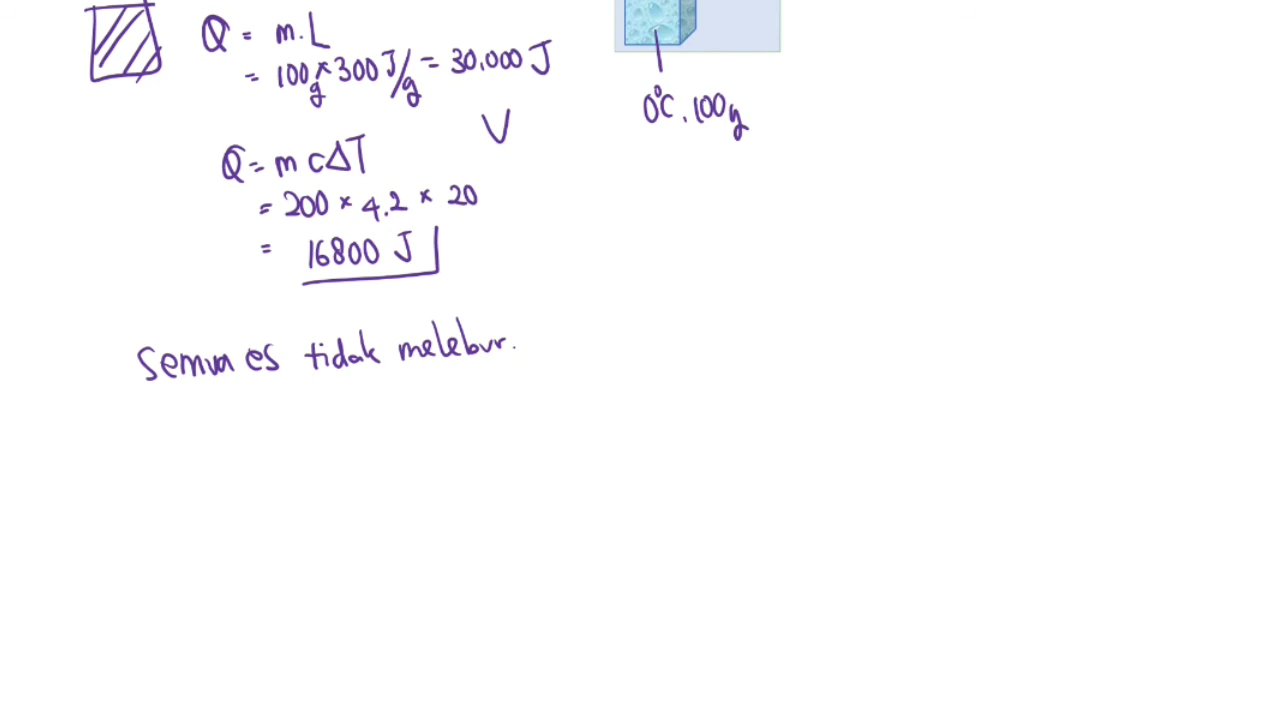 Q = m.L
= 100g × 300 J/g = 30.000 J
V
0°C, 100g
Q = m c ΔT
= 200 × 4.2 × 20
= 16800 J
Semua es tidak melebur.